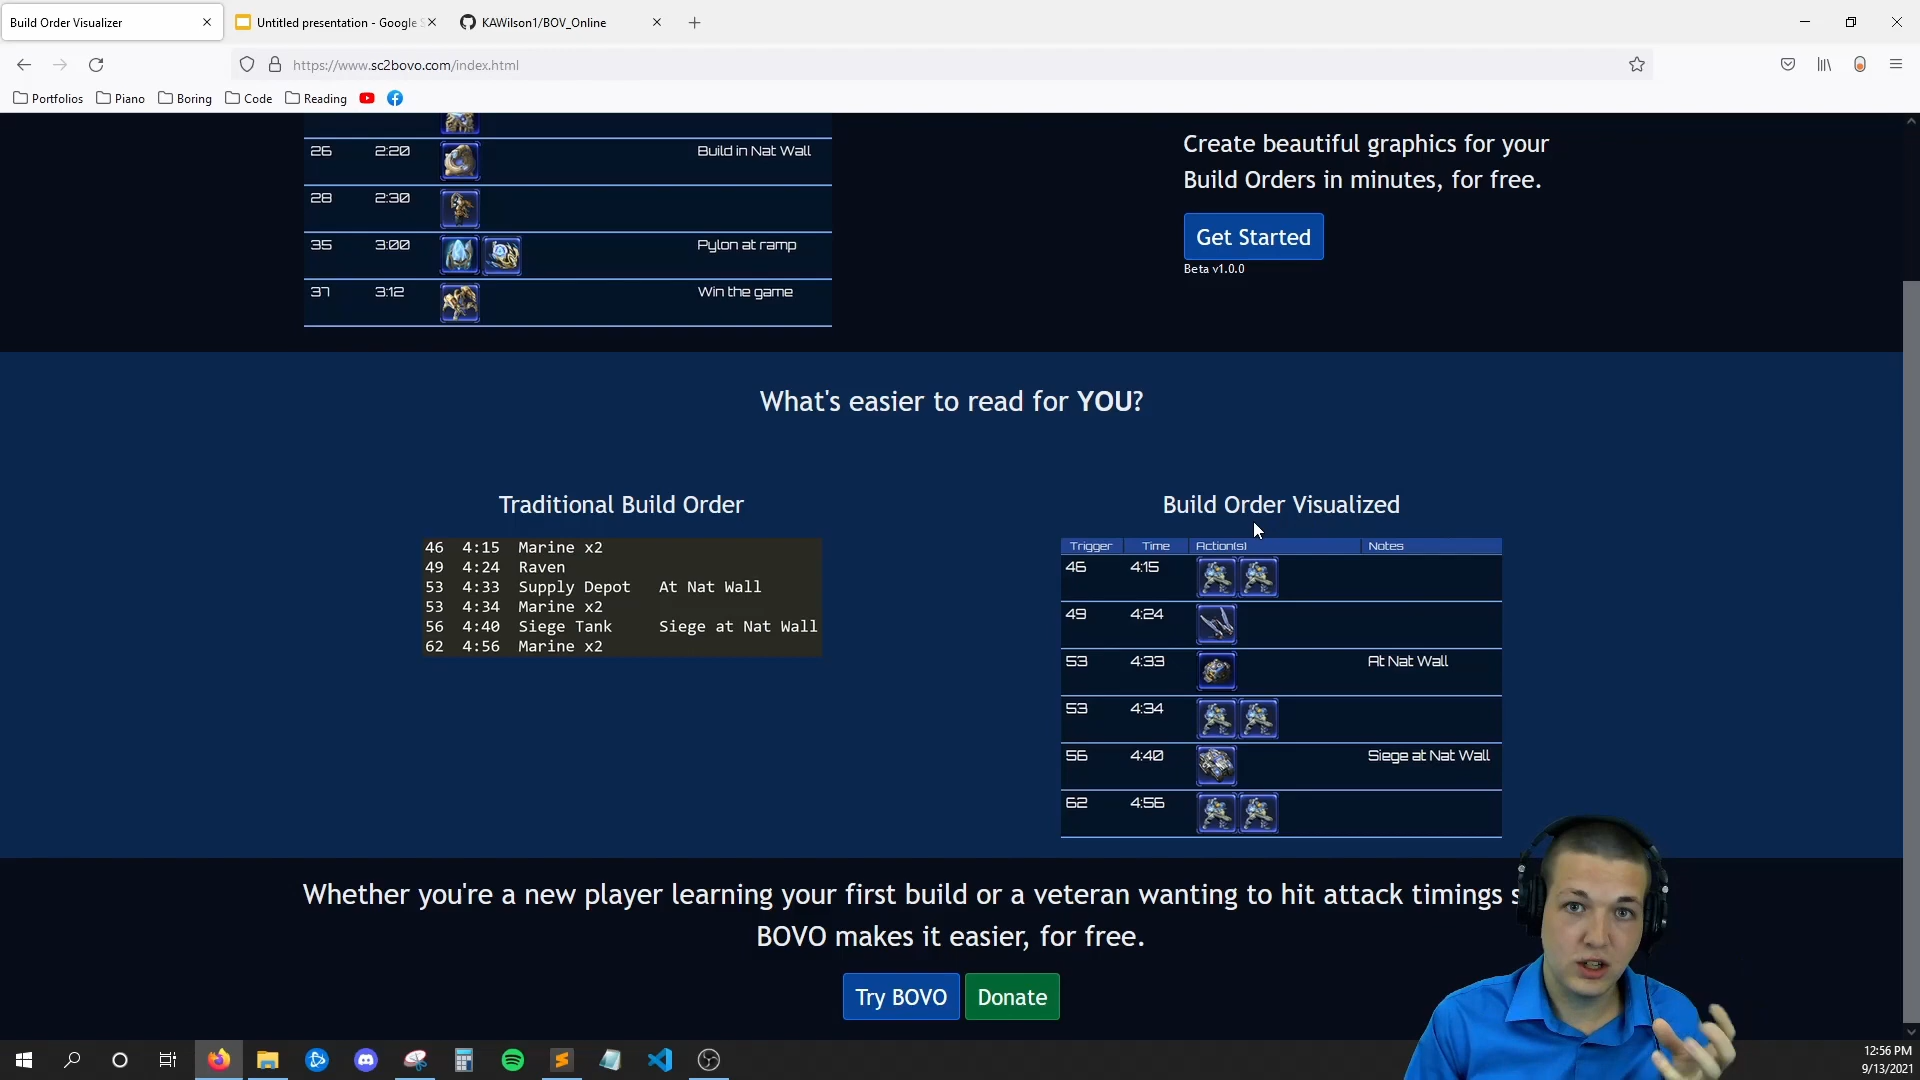 Build Order Visualizer
Untitled presentation - Google S
KAWilson1/BOV_Online
https://www.sc2bovo.com/index.html
Portfolios
Piano
Boring
Code
Reading
26 2:20 Build in Nat Wall
28 2:30
35 3:00 Pylon at ramp
37 3:12 Win the game
Create beautiful graphics for your
Build Orders in minutes, for free.
Get Started
Beta v1.0.0
What's easier to read for YOU?
Traditional Build Order
46 4:15 Marine x2
49 4:24 Raven
53 4:33 Supply Depot At Nat Wall
53 4:34 Marine x2
56 4:40 Siege Tank Siege at Nat Wall
62 4:56 Marine x2
Build Order Visualized
Trigger Time Action(s) Notes
46 4:15
49 4:24
53 4:33 At Nat Wall
53 4:34
56 4:40 Siege at Nat Wall
62 4:56
Whether you're a new player learning your first build or a veteran wanting to hit attack timings s
BOVO makes it easier, for free.
Try BOVO
Donate
12:56 PM
9/13/2021